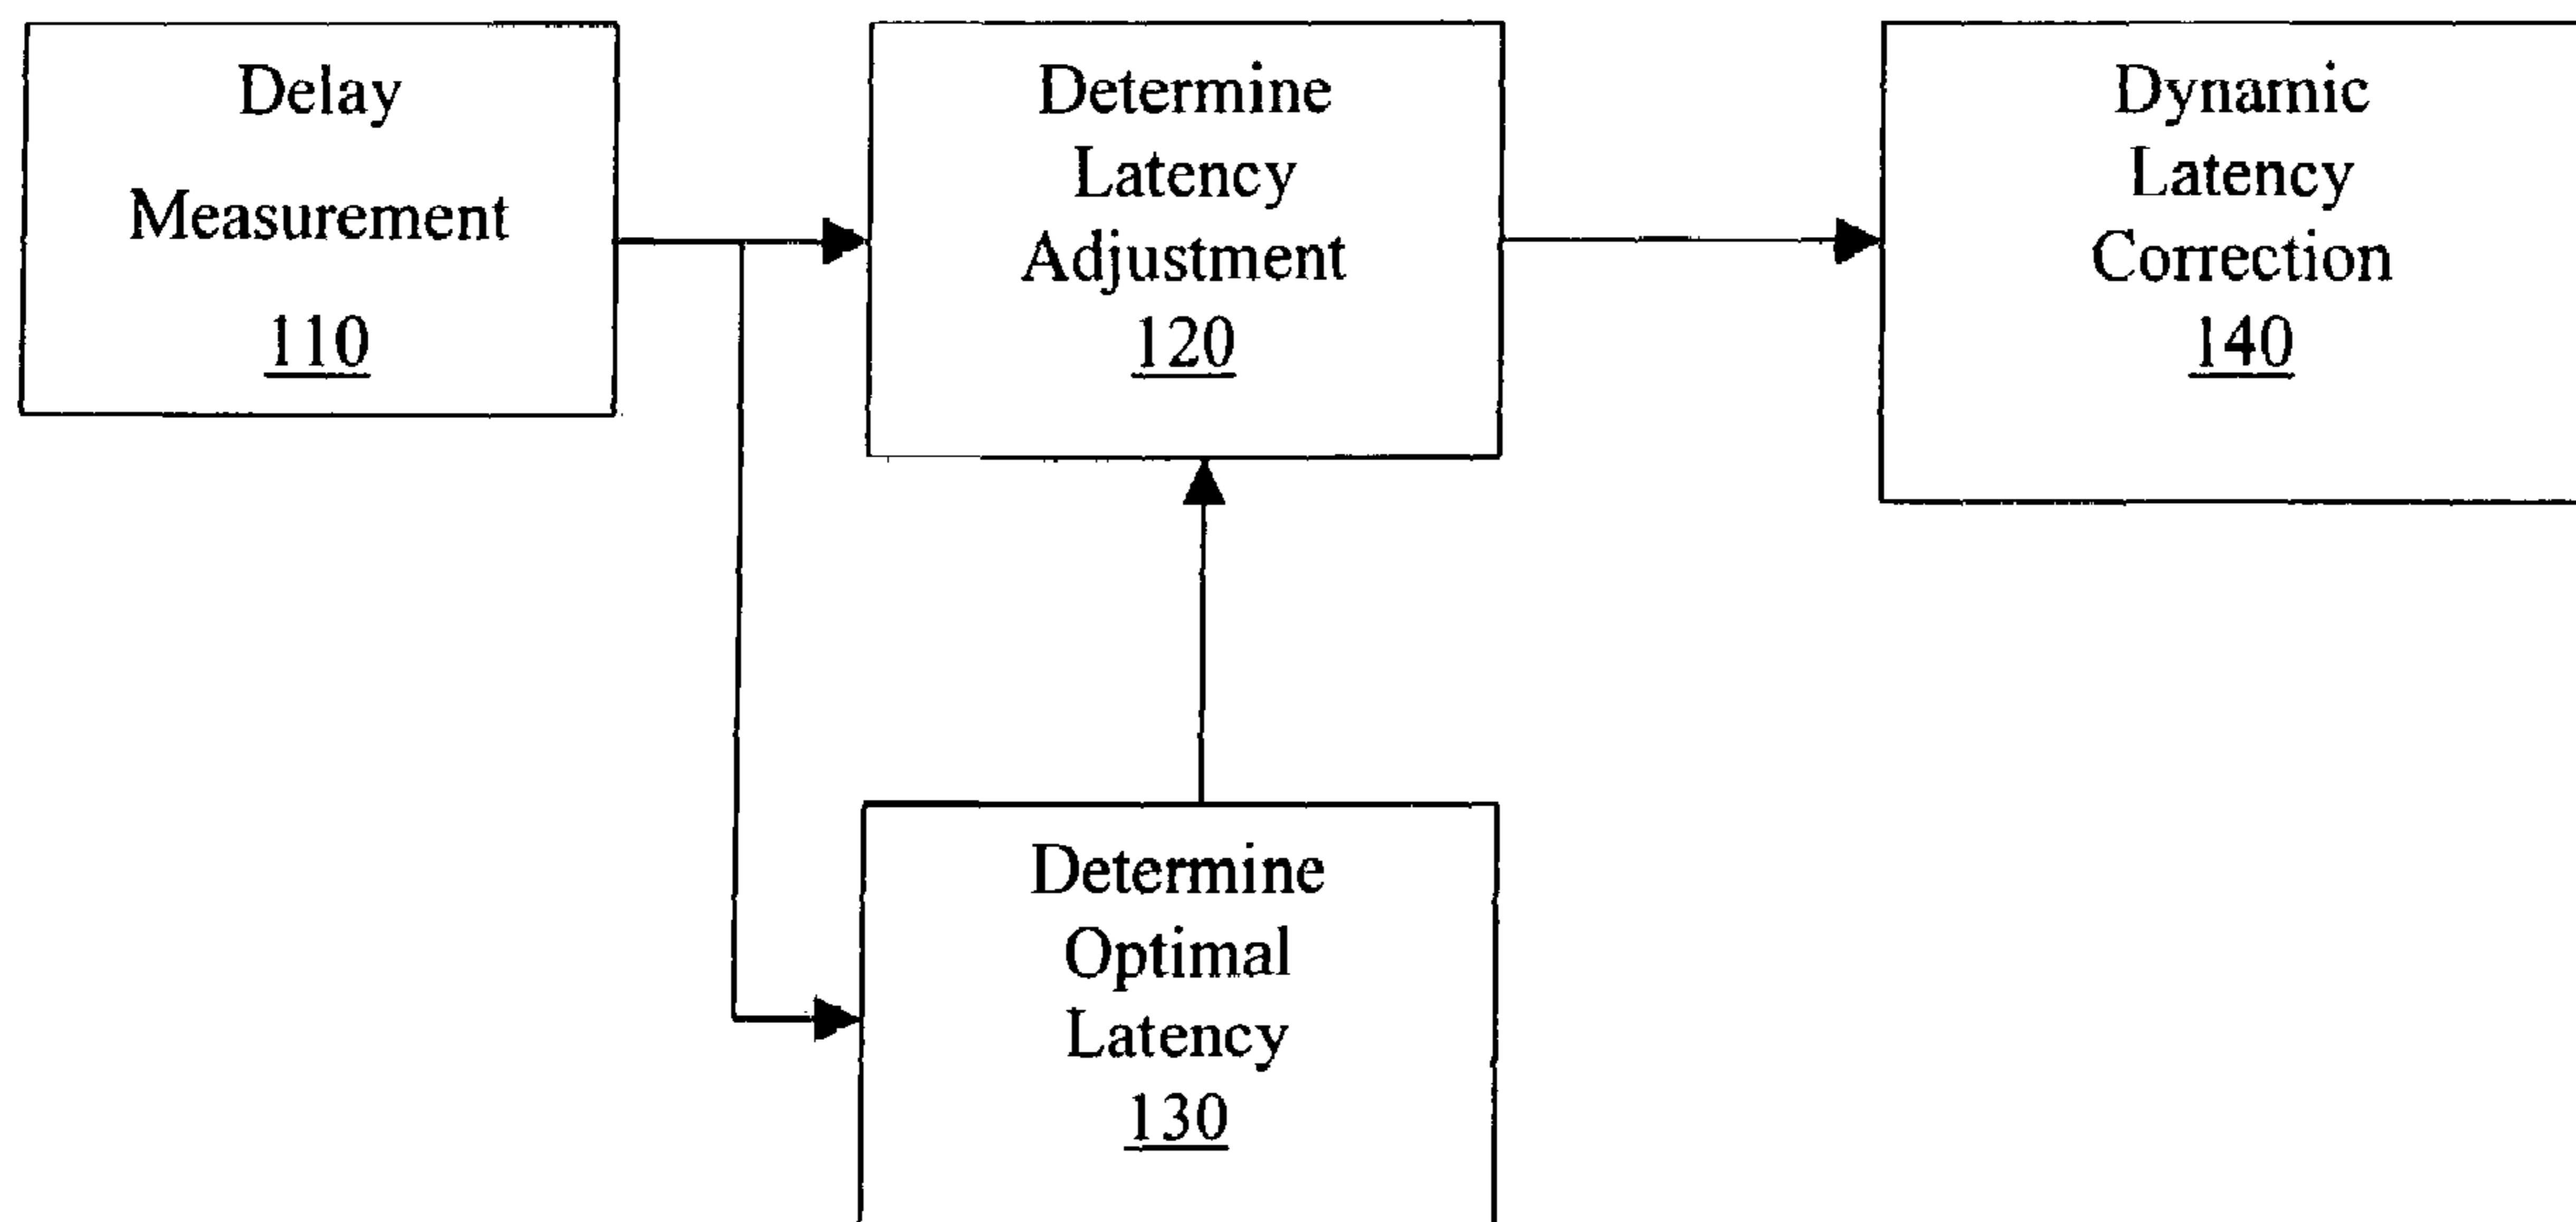 Delay
Measurement
110
Determine
Latency
Adjustment
120
Dynamic
Latency
Correction
140
Determine
Optimal
Latency
130